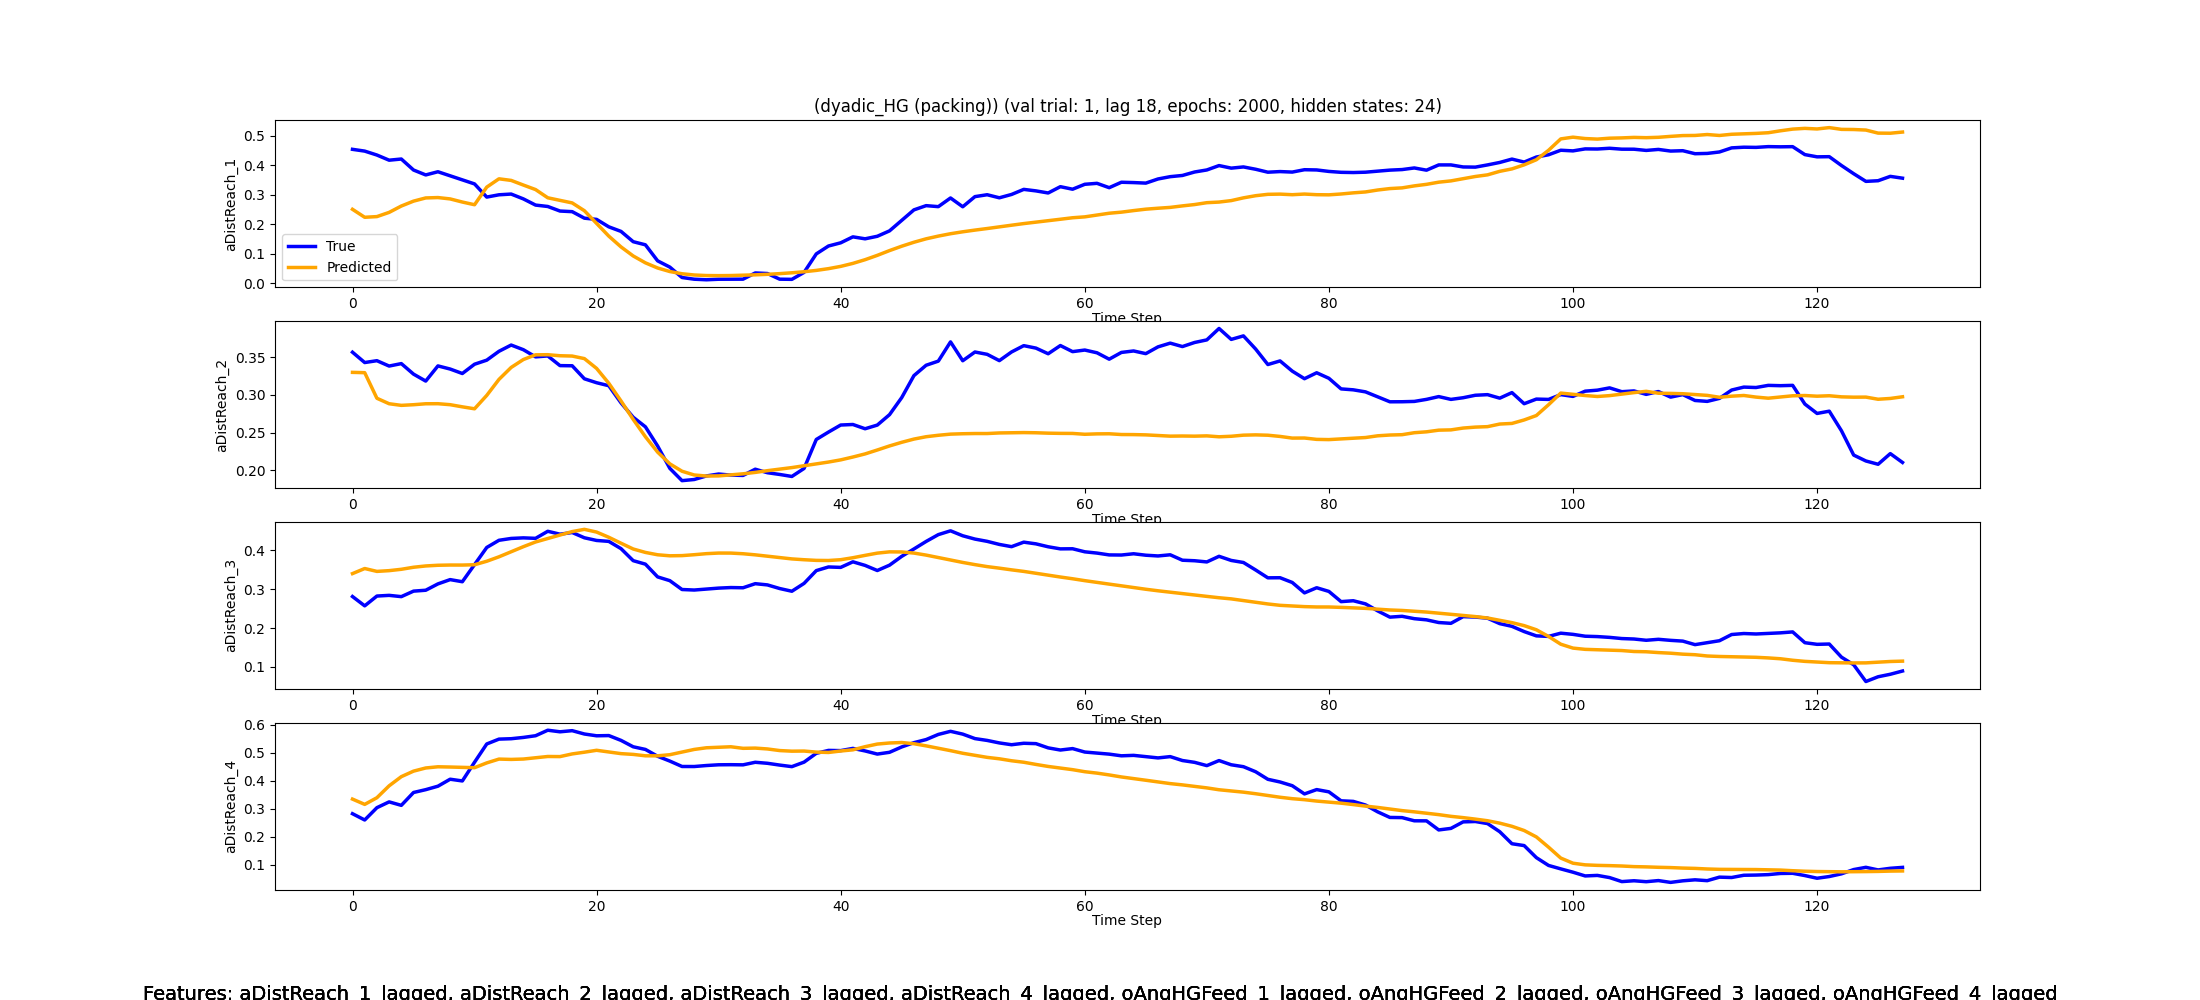 (dyadic_HG (packing)) (val trial: 1, lag 18, epochs: 2000, hidden states: 24)
aDistReach_1
0.5
0.4
0.3
0.2
0.1
0.0
True
Predicted
0 20 40 60 80 100 120
Time Step
aDistReach_2
0.35
0.30
0.25
0.20
0 20 40 60 80 100 120
Time Step
aDistReach_3
0.4
0.3
0.2
0.1
0 20 40 60 80 100 120
Time Step
aDistReach_4
0.6
0.5
0.4
0.3
0.2
0.1
0 20 40 60 80 100 120
Time Step
Features: aDistReach_1_lagged, aDistReach_2_lagged, aDistReach_3_lagged, aDistReach_4_lagged, oAngHGFeed_1_lagged, oAngHGFeed_2_lagged, oAngHGFeed_3_lagged, oAngHGFeed_4_lagged